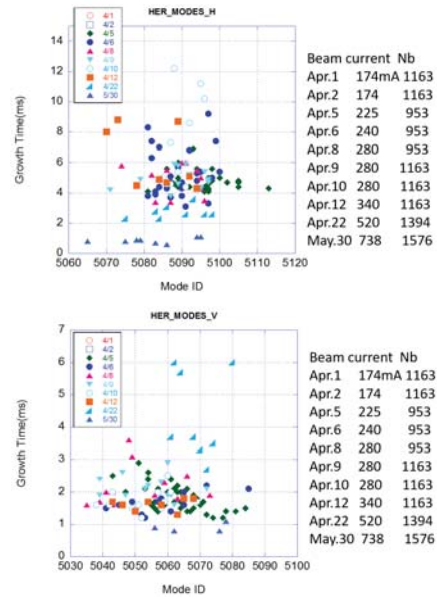 HER_MODES_H
4/1
4/2
4/5
4/6
4/8
4/9
4/10
4/12
4/22
5/30
Growth Time(ms)
14
12
10
8
6
4
2
0
5060 5070 5080 5090 5100 5110 5120
Mode ID
Beam current Nb
Apr.1 174mA 1163
Apr.2 174 1163
Apr.5 225 953
Apr.6 240 953
Apr.8 280 953
Apr.9 280 1163
Apr.10 280 1163
Apr.12 340 1163
Apr.22 520 1394
May.30 738 1576
HER_MODES_V
4/1
4/2
4/5
4/6
4/8
4/9
4/10
4/12
4/22
5/30
Growth Time(ms)
7
6
5
4
3
2
1
0
5030 5040 5050 5060 5070 5080 5090 5100
Mode ID
Beam current Nb
Apr.1 174mA 1163
Apr.2 174 1163
Apr.5 225 953
Apr.6 240 953
Apr.8 280 953
Apr.9 280 1163
Apr.10 280 1163
Apr.12 340 1163
Apr.22 520 1394
May.30 738 1576